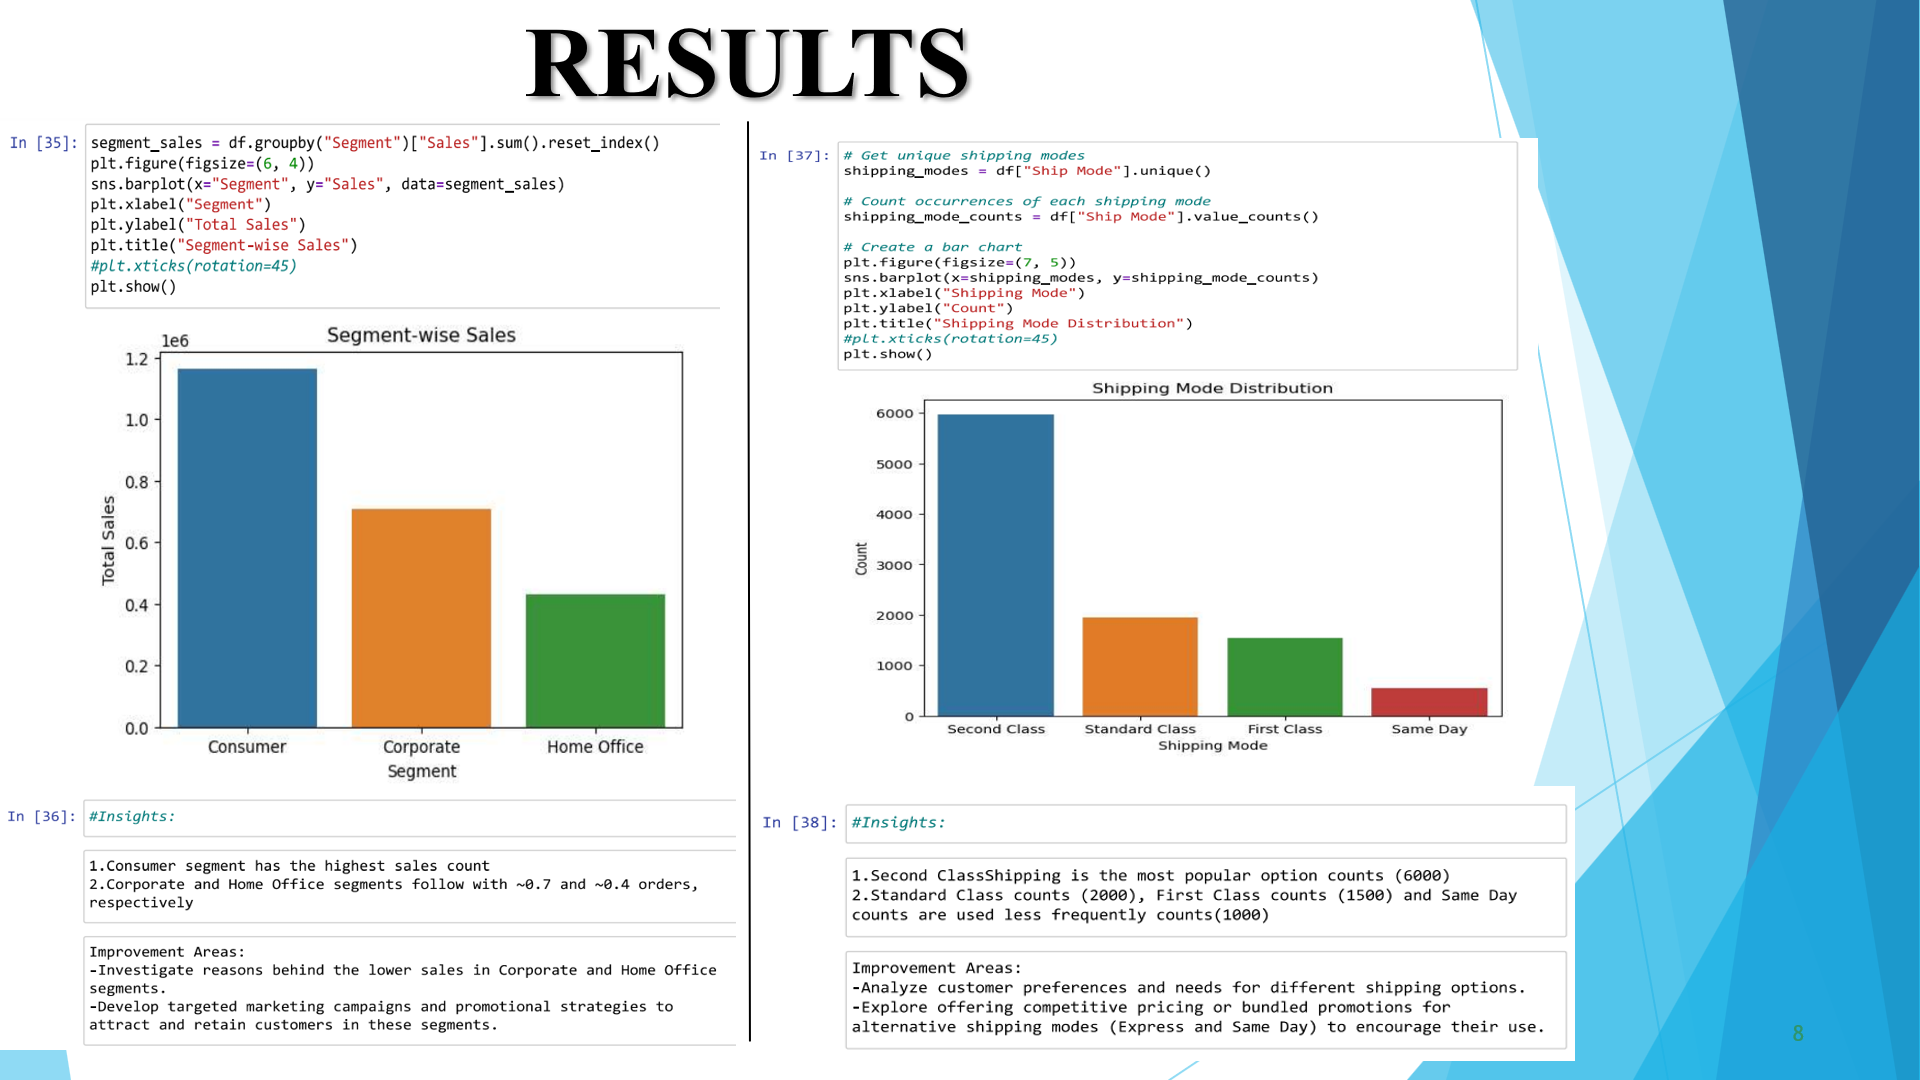 RESULTS
In [35]:
segment_sales = df.groupby("Segment")["Sales"].sum().reset_index()
plt.figure(figsize=(6, 4))
sns.barplot(x="Segment", y="Sales", data=segment_sales)
plt.xlabel("Segment")
plt.ylabel("Total Sales")
plt.title("Segment-wise Sales")
#plt.xticks(rotation=45)
plt.show()
Segment-wise Sales
1e6
1.2
1.0
0.8
0.6
0.4
0.2
0.0
Total Sales
Consumer Corporate Home Office
Segment
In [36]:
#Insights:
1.Consumer segment has the highest sales count
2.Corporate and Home Office segments follow with ~0.7 and ~0.4 orders,
respectively
Improvement Areas:
-Investigate reasons behind the lower sales in Corporate and Home Office
segments.
-Develop targeted marketing campaigns and promotional strategies to
attract and retain customers in these segments.
In [37]:
# Get unique shipping modes
shipping_modes = df["Ship Mode"].unique()
# Count occurrences of each shipping mode
shipping_mode_counts = df["Ship Mode"].value_counts()
# Create a bar chart
plt.figure(figsize=(7, 5))
sns.barplot(x=shipping_modes, y=shipping_mode_counts)
plt.xlabel("Shipping Mode")
plt.ylabel("Count")
plt.title("Shipping Mode Distribution")
#plt.xticks(rotation=45)
plt.show()
Shipping Mode Distribution
6000
5000
4000
3000
2000
1000
0
Count
Second Class Standard Class First Class Same Day
Shipping Mode
In [38]:
#Insights:
1.Second ClassShipping is the most popular option counts (6000)
2.Standard Class counts (2000), First Class counts (1500) and Same Day
counts are used less frequently counts(1000)
Improvement Areas:
-Analyze customer preferences and needs for different shipping options.
-Explore offering competitive pricing or bundled promotions for
alternative shipping modes (Express and Same Day) to encourage their use.
8